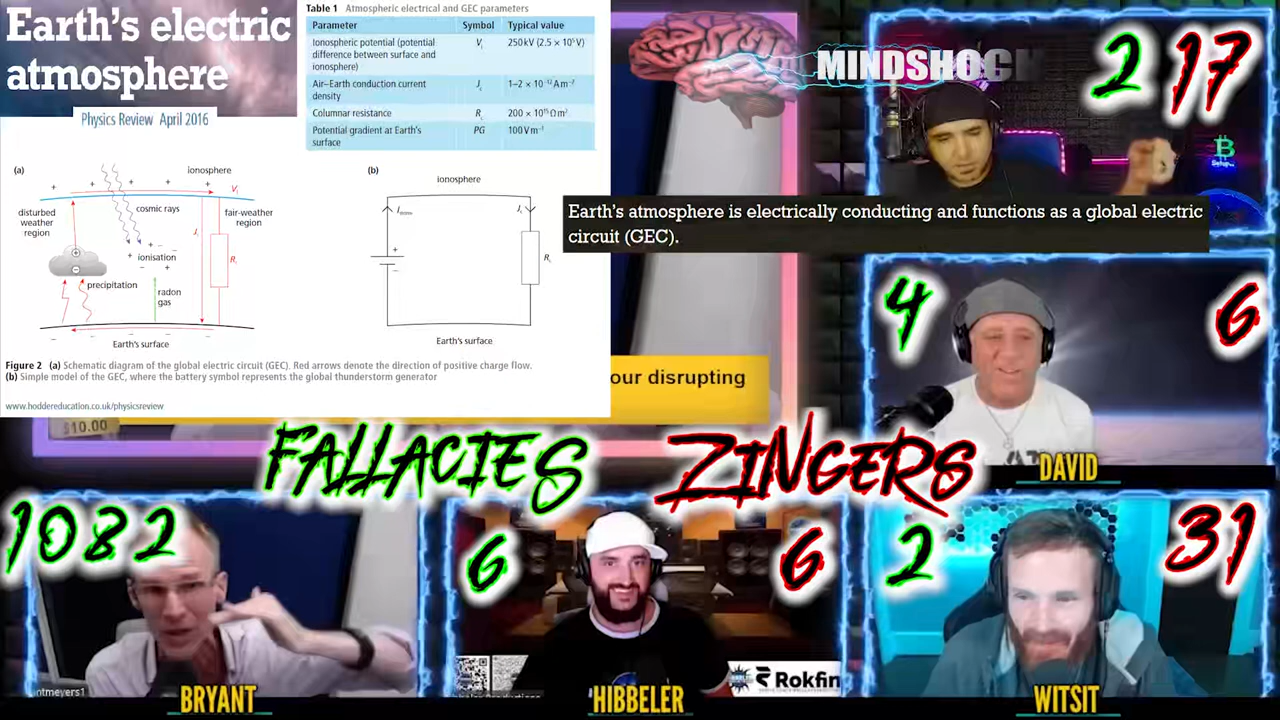 Earth's electric
atmosphere
Physics Review April 2016
Table 1 Atmospheric electrical and GEC parameters
Parameter Symbol Typical value
Ionospheric potential (potential difference between surface and ionosphere) Vᵢ 250 kV (2.5 × 10⁵ V)
Air–Earth conduction current density 1–2 × 10⁻¹² A m⁻²
Columnar resistance 200 × 10¹⁵ Ω m²
Potential gradient at Earth's surface PG 100 V m⁻¹
(a)
ionosphere
+ + + + + +
Vᵢ
disturbed
weather
region
cosmic rays
fair-weather
region
ionisation
precipitation
radon
gas
Earth's surface
(b)
ionosphere
+
−
Earth's surface
Figure 2 (a) Schematic diagram of the global electric circuit (GEC). Red arrows denote the direction of positive charge flow.
(b) Simple model of the GEC, where the battery symbol represents the global thunderstorm generator
www.hoddereducation.co.uk/physicsreview
MINDSHOCK
2 17
Earth's atmosphere is electrically conducting and functions as a global electric
circuit (GEC).
4 6
our disrupting
$10.00
DAVID
FALLACIES ZINGERS
1082
6 6
2 31
ntmeyers1
Rokfin
BRYANT
HIBBELER
WITSIT